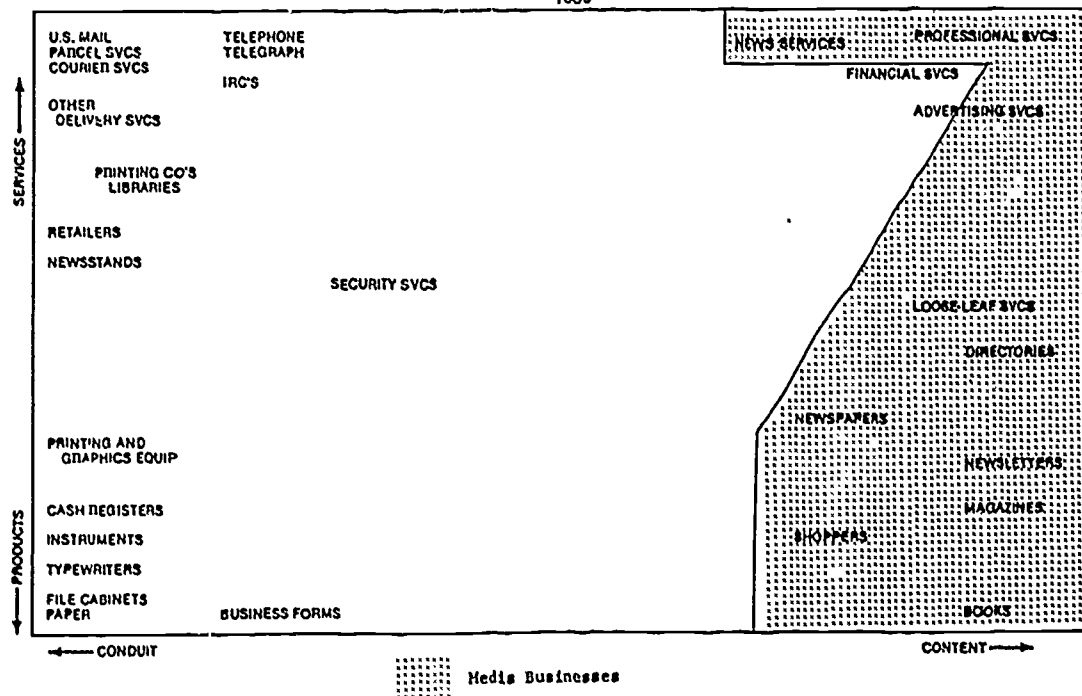 U.S. MAIL
PARCEL SVCS
COURIER SVCS
TELEPHONE
TELEGRAPH
IRC'S
OTHER
DELIVERY SVCS
PRINTING CO'S
LIBRARIES
RETAILERS
NEWSSTANDS
SECURITY SVCS
PRINTING AND
GRAPHICS EQUIP
CASH REGISTERS
INSTRUMENTS
TYPEWRITERS
FILE CABINETS
PAPER
BUSINESS FORMS
NEWS SERVICES
PROFESSIONAL SVCS
FINANCIAL SVCS
ADVERTISING SVCS
LOOSE-LEAF SVCS
DIRECTORIES
NEWSPAPERS
NEWSLETTERS
MAGAZINES
SHOPPERS
BOOKS
SERVICES
PRODUCTS
CONDUIT
CONTENT
Media Businesses